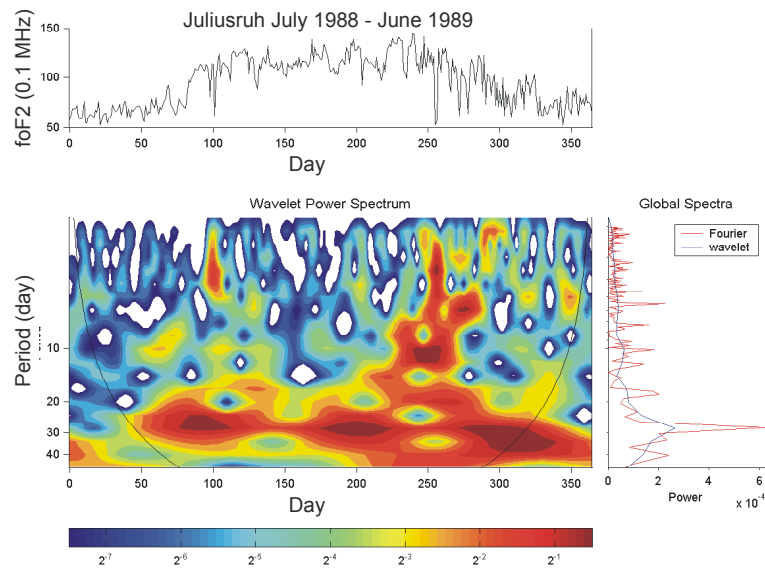 Juliusruh July 1988 - June 1989
foF2 (0.1 MHz)
150
100
50
0 50 100 150 200 250 300 350
Day
Wavelet Power Spectrum
Period (day)
10
20
30
40
0 50 100 150 200 250 300 350
Day
Global Spectra
Fourier
wavelet
0 2 4 6
Power
x 10⁻⁴
2⁻⁷ 2⁻⁶ 2⁻⁵ 2⁻⁴ 2⁻³ 2⁻² 2⁻¹